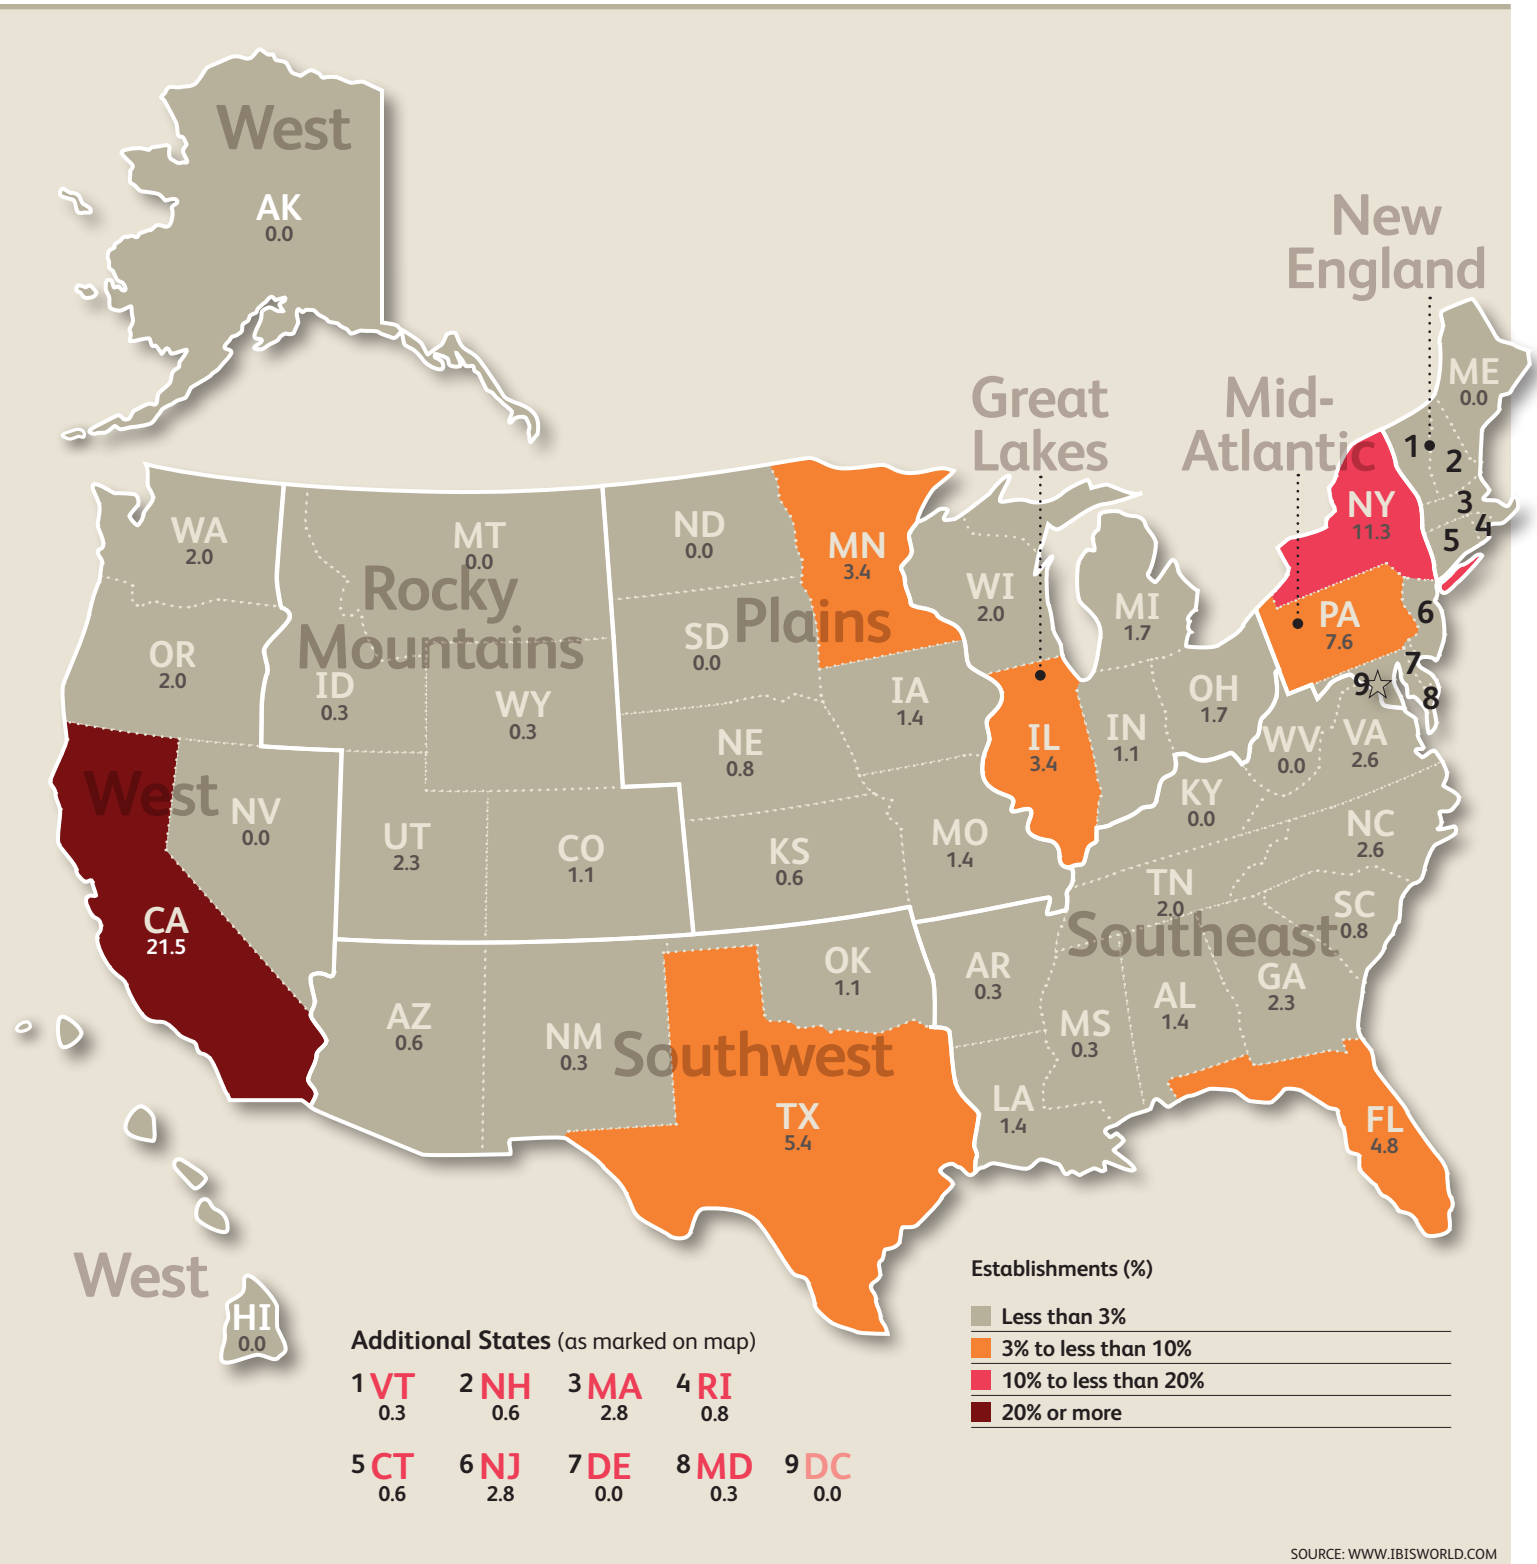 West
AK
0.0
New
England
ME
0.0
Great
Lakes
Mid-
Atlantic
1
2
3
4
5
NY
11.3
WA
2.0
MT
0.0
ND
0.0
MN
3.4
WI
2.0
MI
1.7
PA
7.6
6
7
8
9
OR
2.0
Rocky
Mountains
ID
0.3
WY
0.3
SD
0.0
Plains
IA
1.4
NE
0.8
IL
3.4
IN
1.1
OH
1.7
WV
0.0
VA
2.6
West
NV
0.0
UT
2.3
CO
1.1
KS
0.6
MO
1.4
KY
0.0
NC
2.6
TN
2.0
SC
0.8
Southeast
CA
21.5
AZ
0.6
NM
0.3
OK
1.1
AR
0.3
MS
0.3
AL
1.4
GA
2.3
Southwest
TX
5.4
LA
1.4
FL
4.8
West
HI
0.0
Establishments (%)
Less than 3%
3% to less than 10%
10% to less than 20%
20% or more
Additional States (as marked on map)
1 VT 2 NH 3 MA 4 RI
0.3 0.6 2.8 0.8
5 CT 6 NJ 7 DE 8 MD 9 DC
0.6 2.8 0.0 0.3 0.0
SOURCE: WWW.IBISWORLD.COM